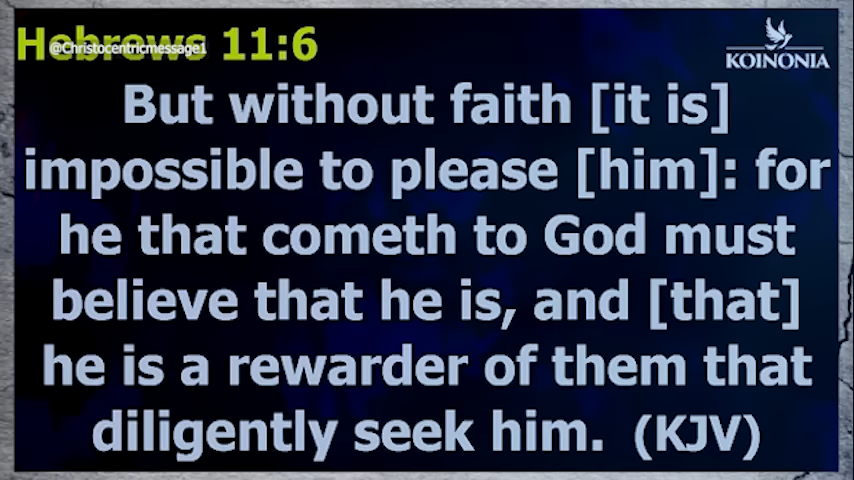 Hebrews 11:6
@Christocentricmessage1
KOINONIA
But without faith [it is]
impossible to please [him]: for
he that cometh to God must
believe that he is, and [that]
he is a rewarder of them that
diligently seek him. (KJV)